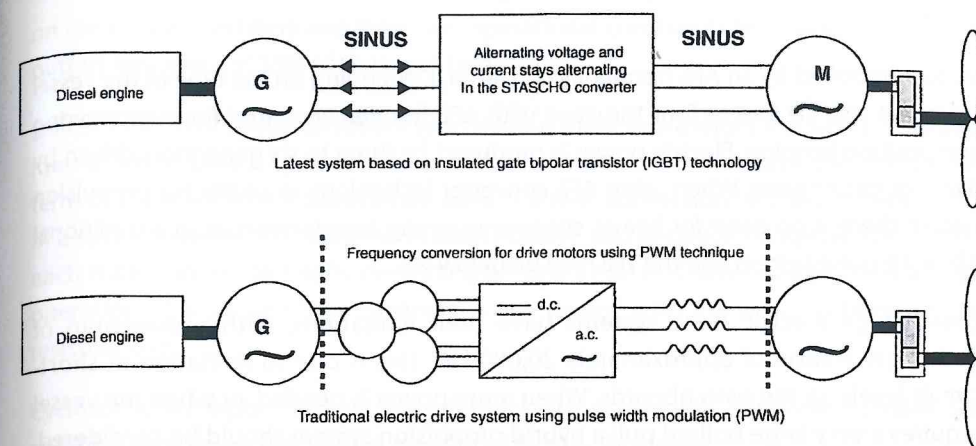 SINUS
SINUS
Diesel engine
G
Alternating voltage and
current stays alternating
In the STASCHO converter
M
Latest system based on insulated gate bipolar transistor (IGBT) technology
Frequency conversion for drive motors using PWM technique
Diesel engine
G
d.c.
a.c.
Traditional electric drive system using pulse width modulation (PWM)